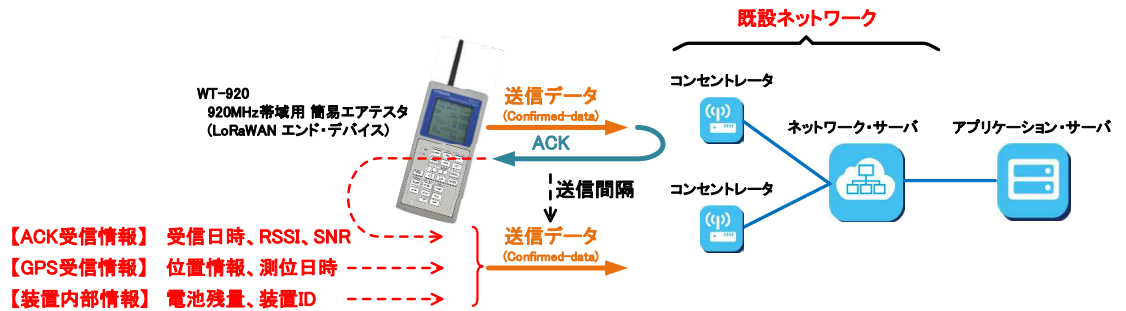 既設ネットワーク
コンセントレータ
WT-920
920MHz帯域用 簡易エアテスタ
(LoRaWAN エンド・デバイス)
送信データ
(Confirmed-data)
ACK
ネットワーク・サーバ
アプリケーション・サーバ
送信間隔
コンセントレータ
【ACK受信情報】 受信日時、RSSI、SNR
送信データ
(Confirmed-data)
【GPS受信情報】 位置情報、測位日時
【装置内部情報】 電池残量、装置ID